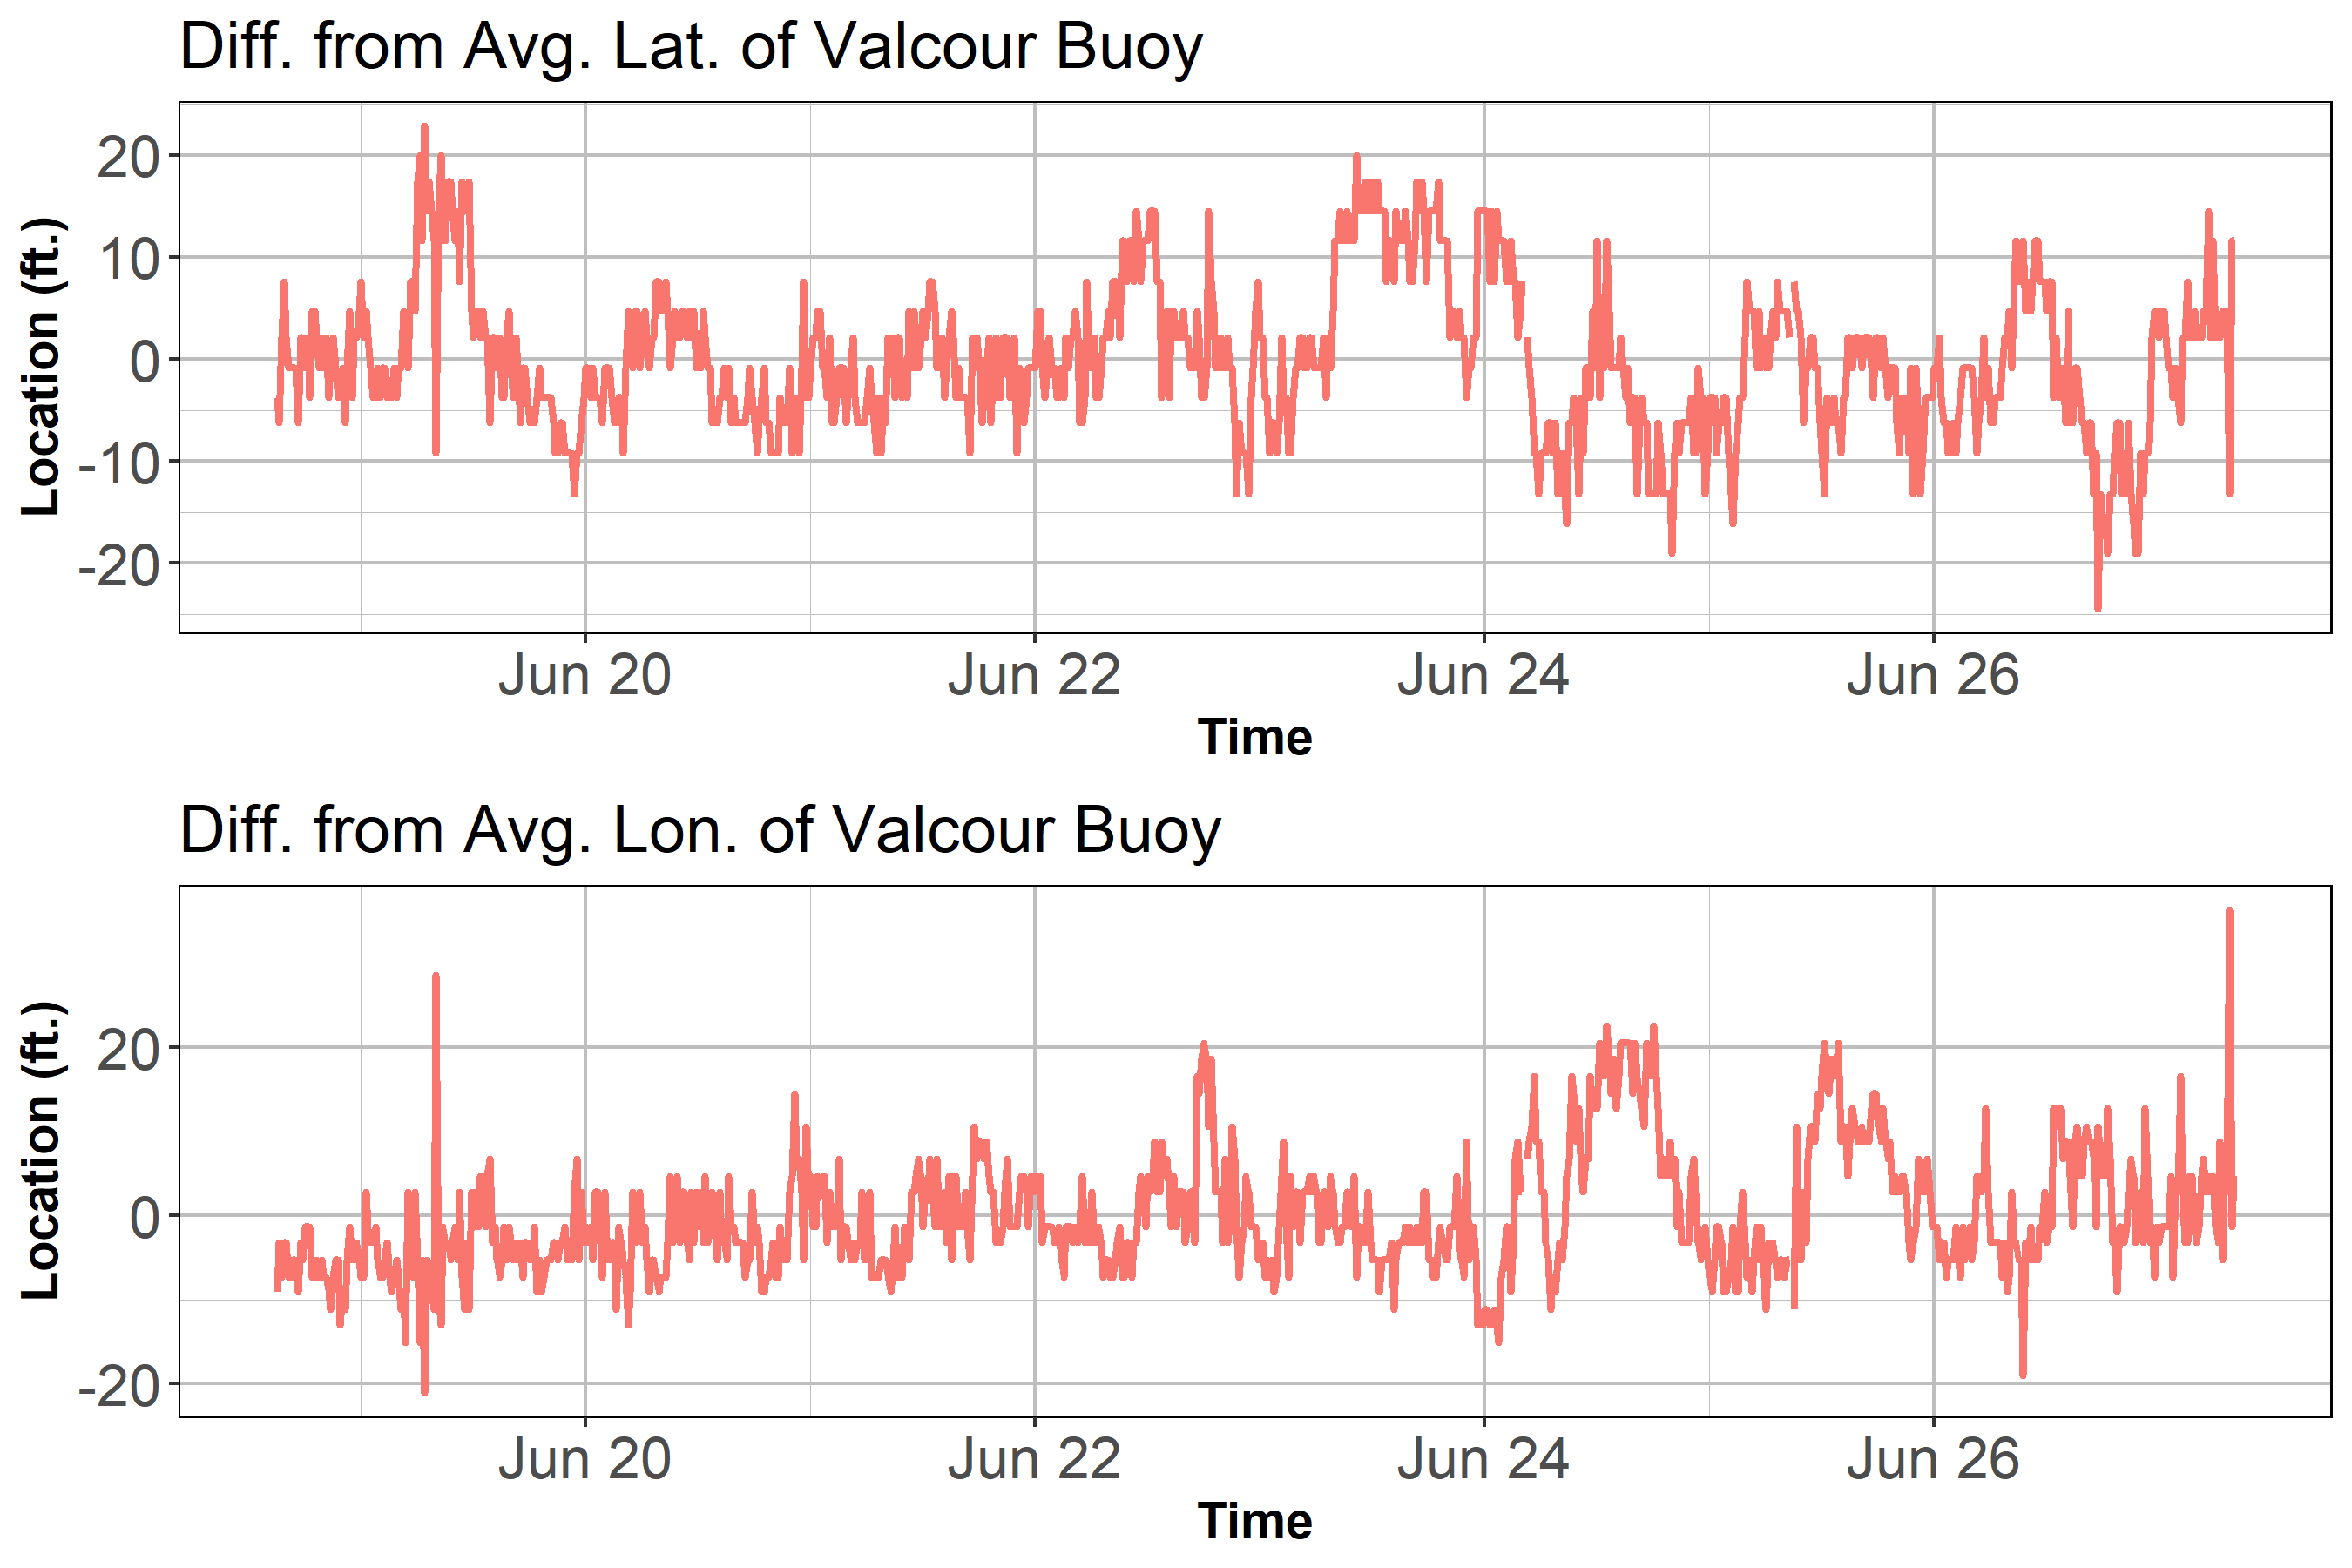 Diff. from Avg. Lat. of Valcour Buoy
Location (ft.)
20
10
0
-10
-20
Jun 20 Jun 22 Jun 24 Jun 26
Time
Diff. from Avg. Lon. of Valcour Buoy
Location (ft.)
20
0
-20
Jun 20 Jun 22 Jun 24 Jun 26
Time